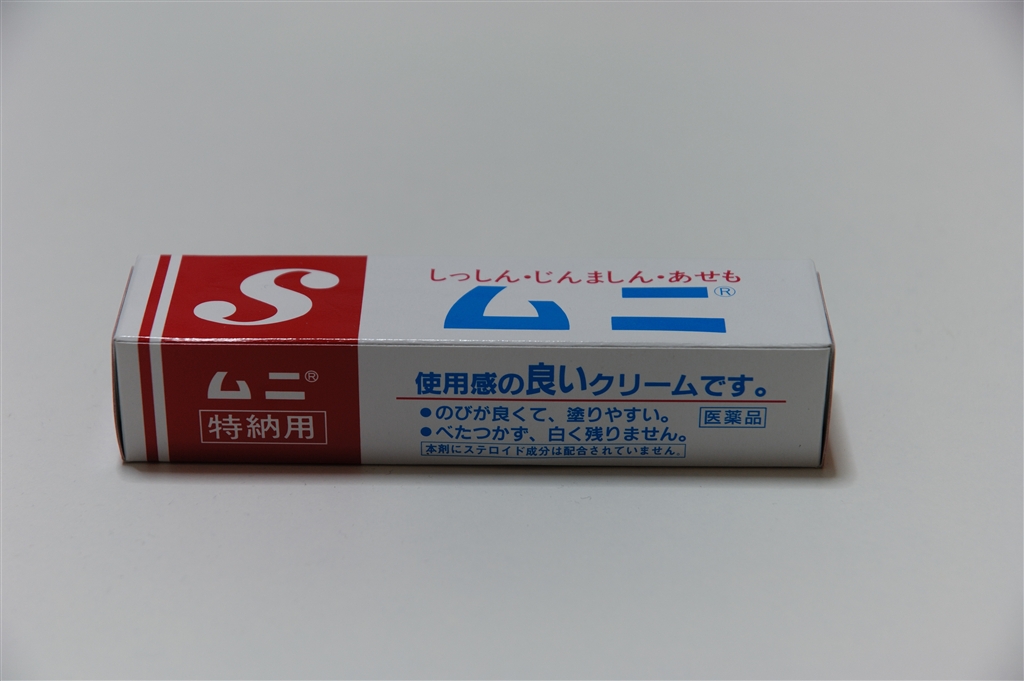 S
しっしん・じんましん・あせも
ムニ®
ムニ®
特納用
使用感の良いクリームです。
●のびが良くて、塗りやすい。
●べたつかず、白く残りません。
医薬品
本剤にステロイド成分は配合されていません。